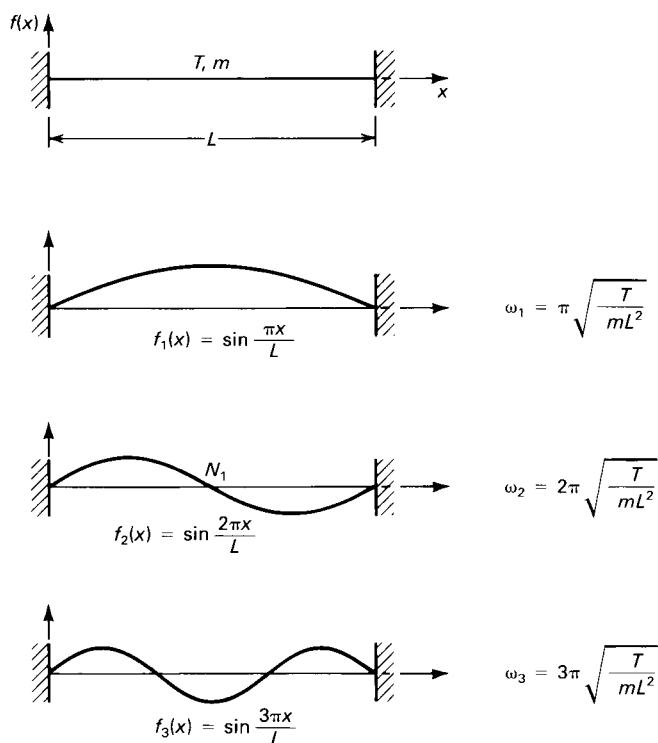 f(x)
T, m
x
L
f₁(x) = sin πx/L
ω₁ = π √(T/mL²)
N₁
f₂(x) = sin 2πx/L
ω₂ = 2π √(T/mL²)
f₃(x) = sin 3πx/L
ω₃ = 3π √(T/mL²)